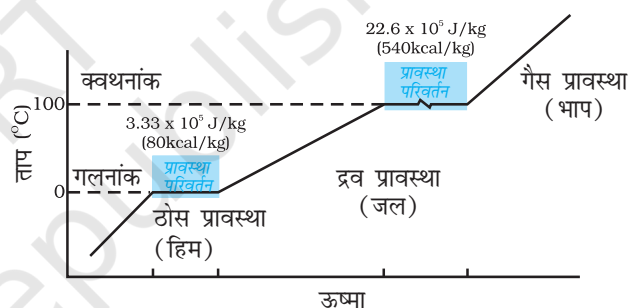 22.6 x 10⁵ J/kg
(540kcal/kg)
क्वथनांक
प्रावस्था
परिवर्तन
गैस प्रावस्था
(भाप)
100
3.33 x 10⁵ J/kg
(80kcal/kg)
ताप (°C)
गलनांक
प्रावस्था
परिवर्तन
द्रव प्रावस्था
(जल)
0
ठोस प्रावस्था
(हिम)
ऊष्मा